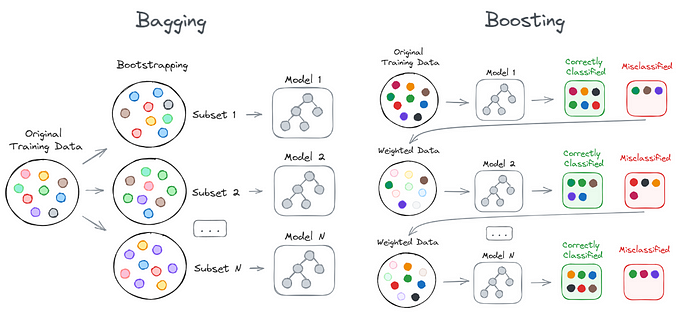 Bagging
Bootstrapping
Original
Training Data
Subset 1
Model 1
Subset 2
Model 2
...
Subset N
Model N
Boosting
Original
Training Data
Model 1
Correctly
Classified
Misclassified
Weighted Data
Model 2
Correctly
Classified
Misclassified
...
Weighted Data
Model N
Correctly
Classified
Misclassified